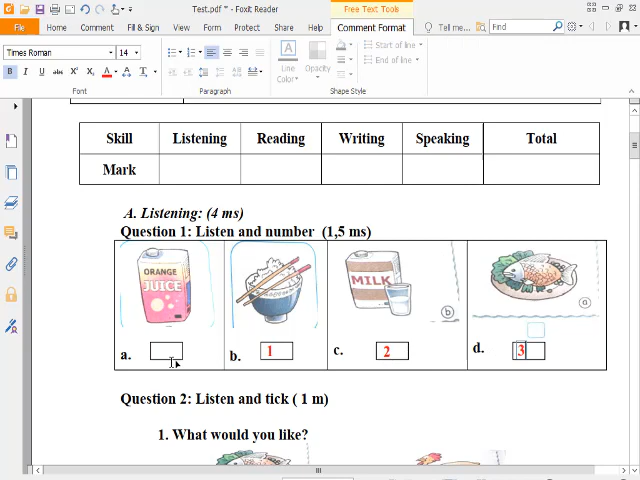 Test.pdf * - Foxit Reader
Free Text Tools
File
Home
Comment
Fill & Sign
View
Form
Protect
Share
Help
Comment Format
Tell me...
Find
Times Roman
14
Start of line
End of line
Line Color
Opacity
Font
Paragraph
Shape Style
Skill Listening Reading Writing Speaking Total
Mark
A. Listening: (4 ms)
Question 1: Listen and number (1,5 ms)
ORANGE
JUICE
MILK
b
a
a.
b. 1
c. 2
d. 3
Question 2: Listen and tick ( 1 m)
1. What would you like?